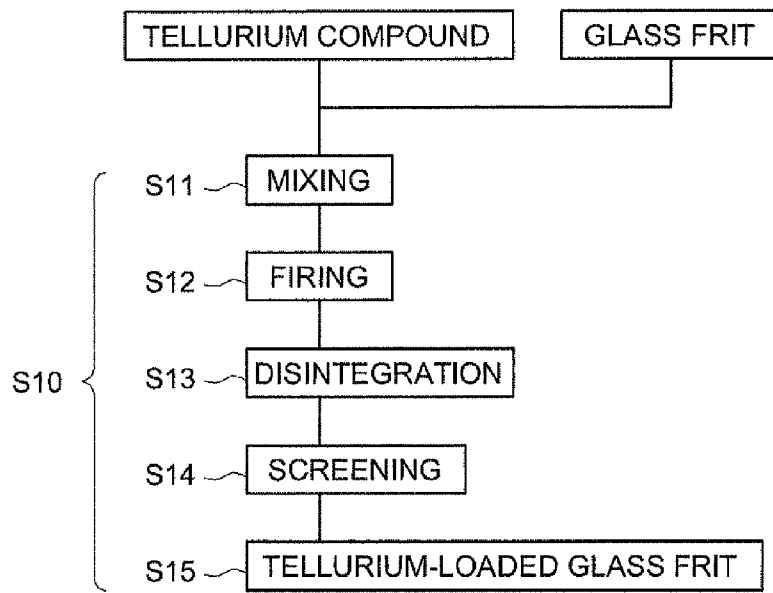 TELLURIUM COMPOUND
GLASS FRIT
S11 MIXING
S12 FIRING
S10
S13 DISINTEGRATION
S14 SCREENING
S15 TELLURIUM-LOADED GLASS FRIT